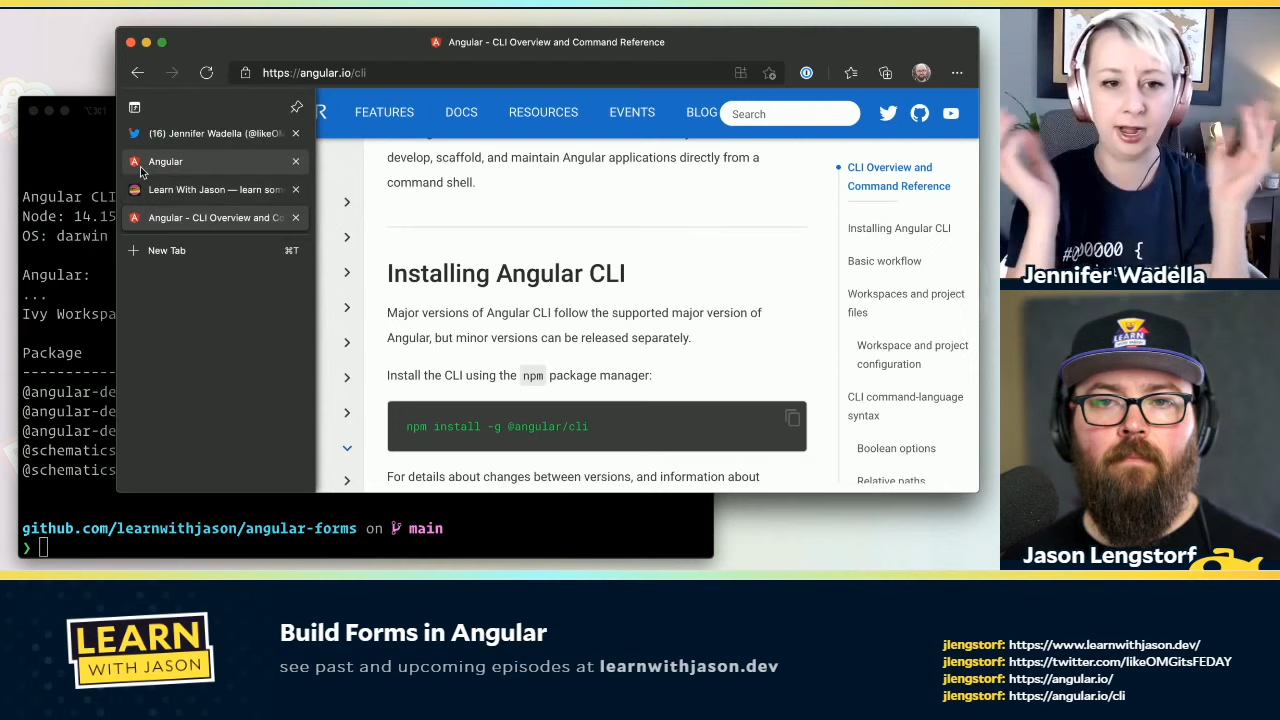 Angular - CLI Overview and Command Reference
https://angular.io/cli
(16) Jennifer Wadella (@likeOM
Angular
Learn With Jason — learn som
Angular - CLI Overview and Co
New Tab
⌘T
R
FEATURES
DOCS
RESOURCES
EVENTS
BLOG
Search
develop, scaffold, and maintain Angular applications directly from a
command shell.
Installing Angular CLI
Major versions of Angular CLI follow the supported major version of
Angular, but minor versions can be released separately.
Install the CLI using the npm package manager:
npm install -g @angular/cli
For details about changes between versions, and information about
CLI Overview and
Command Reference
Installing Angular CLI
Basic workflow
Workspaces and project
files
Workspace and project
configuration
CLI command-language
syntax
Boolean options
Relative paths
⌥⌘1
Angular CLI
Node: 14.15
OS: darwin
Angular:
...
Ivy Workspa
Package
------------
@angular-de
@angular-de
@angular-de
@schematics
@schematics
github.com/learnwithjason/angular-forms on main
❯
#00000 {
Jennifer Wadella
LEARN
Jason Lengstorf
LEARN
WITH JASON
Build Forms in Angular
see past and upcoming episodes at learnwithjason.dev
jlengstorf: https://www.learnwithjason.dev/
jlengstorf: https://twitter.com/likeOMGitsFEDAY
jlengstorf: https://angular.io/
jlengstorf: https://angular.io/cli